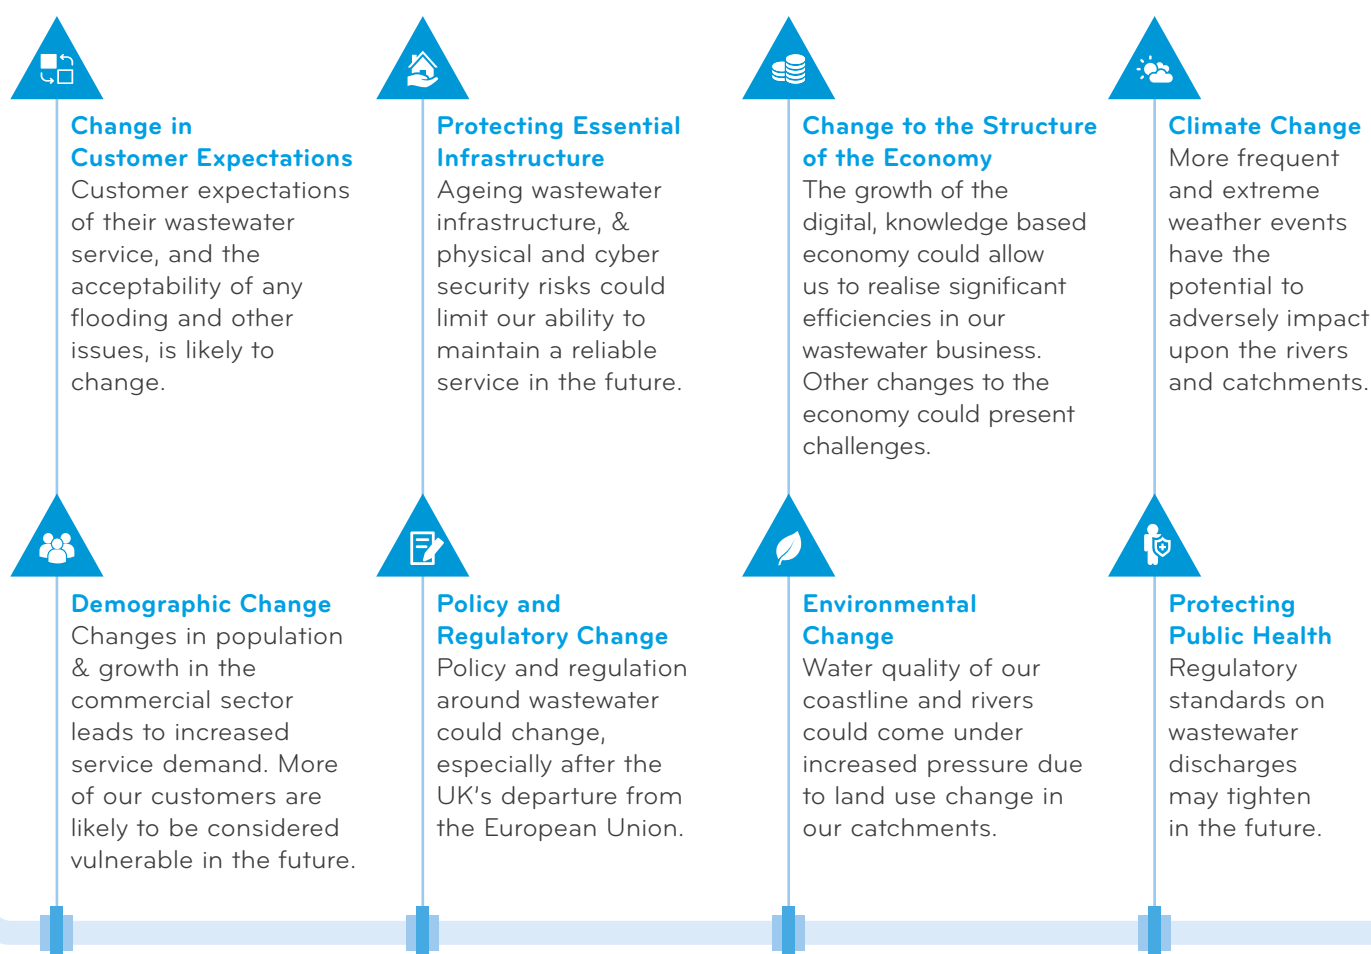 Change in
Customer Expectations
Customer expectations
of their wastewater
service, and the
acceptability of any
flooding and other
issues, is likely to
change.
Protecting Essential
Infrastructure
Ageing wastewater
infrastructure, &
physical and cyber
security risks could
limit our ability to
maintain a reliable
service in the future.
Change to the Structure
of the Economy
The growth of the
digital, knowledge based
economy could allow
us to realise significant
efficiencies in our
wastewater business.
Other changes to the
economy could present
challenges.
Climate Change
More frequent
and extreme
weather events
have the
potential to
adversely impact
upon the rivers
and catchments.
Demographic Change
Changes in population
& growth in the
commercial sector
leads to increased
service demand. More
of our customers are
likely to be considered
vulnerable in the future.
Policy and
Regulatory Change
Policy and regulation
around wastewater
could change,
especially after the
UK's departure from
the European Union.
Environmental
Change
Water quality of our
coastline and rivers
could come under
increased pressure due
to land use change in
our catchments.
Protecting
Public Health
Regulatory
standards on
wastewater
discharges
may tighten
in the future.